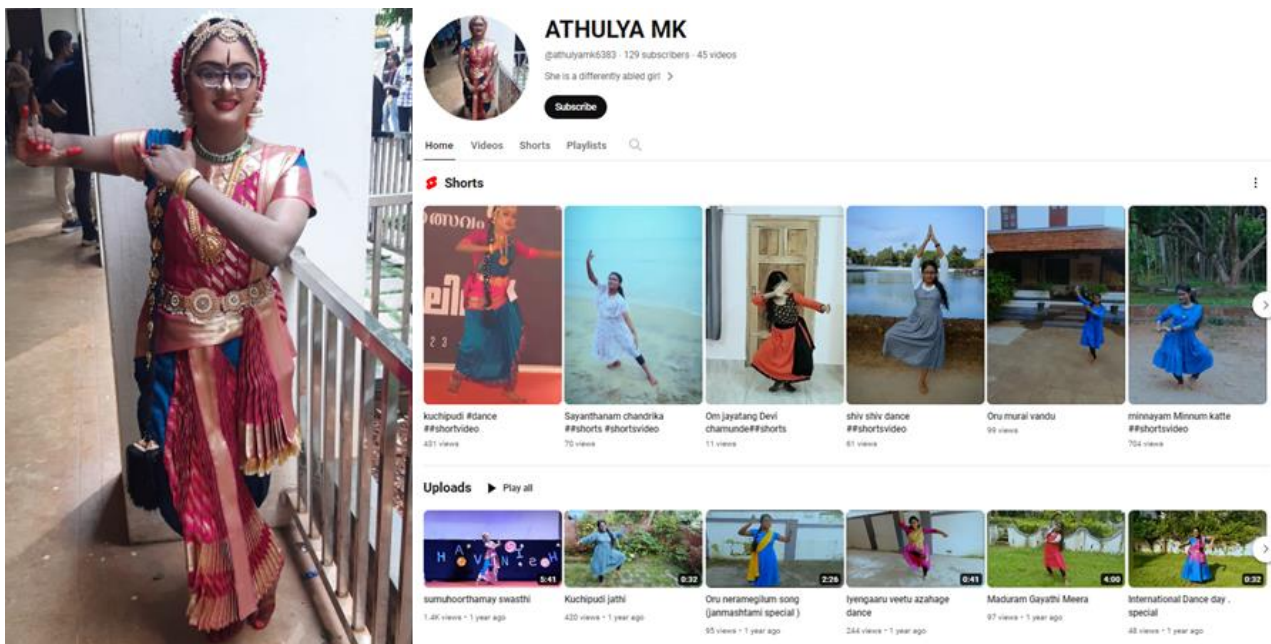 ATHULYA MK
@athulyamk6383 · 129 subscribers · 45 videos
She is a differently abled girl >
Subscribe
Home Videos Shorts Playlists
Shorts
ത്സവം
ലി
23
kuchipudi #dance
##shortvideo
431 views
Sayanthanam chandrika
##shorts #shortsvideo
70 views
Om jayatang Devi
chamunde##shorts
11 views
shiv shiv dance
##shortsvideo
61 views
Oru murai vandu
99 views
minnayam Minnum katte
##shortsvideo
704 views
Uploads Play all
5:41
sumuhoorthamay swasthi
1.4K views • 1 year ago
0:32
Kuchipudi jathi
420 views • 1 year ago
2:26
Oru neramegilum song
(janmashtami special )
95 views • 1 year ago
0:41
Iyengaaru veetu azahage
dance
244 views • 1 year ago
4:00
Maduram Gayathi Meera
97 views • 1 year ago
0:32
International Dance day .
special
48 views • 1 year ago